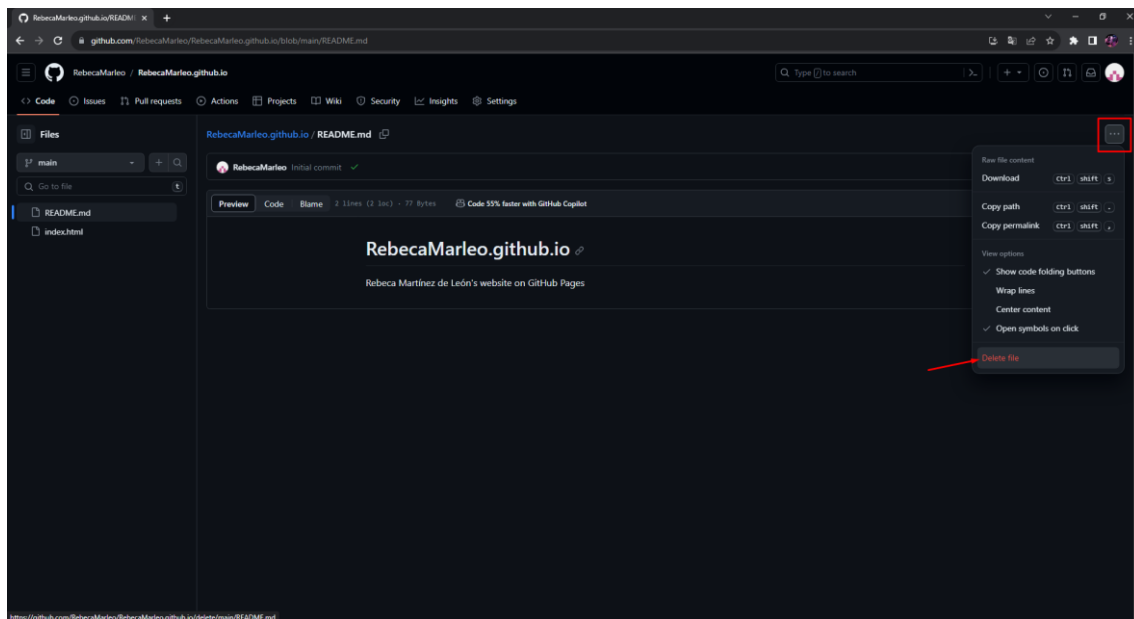 RebecaMarleo.github.io/READM
github.com/RebecaMarleo/RebecaMarleo.github.io/blob/main/README.md
RebecaMarleo / RebecaMarleo.github.io
Type / to search
Code Issues Pull requests Actions Projects Wiki Security Insights Settings
Files
RebecaMarleo.github.io / README.md
main
Go to file t
README.md
index.html
RebecaMarleo Initial commit
Preview Code Blame 2 lines (2 loc) · 77 Bytes Code 55% faster with GitHub Copilot
RebecaMarleo.github.io
Rebeca Martínez de León's website on GitHub Pages
Raw file content
Download Ctrl shift s
Copy path Ctrl shift .
Copy permalink Ctrl shift ,
View options
Show code folding buttons
Wrap lines
Center content
Open symbols on click
Delete file
https://github.com/RebecaMarleo/RebecaMarleo.github.io/delete/main/README.md